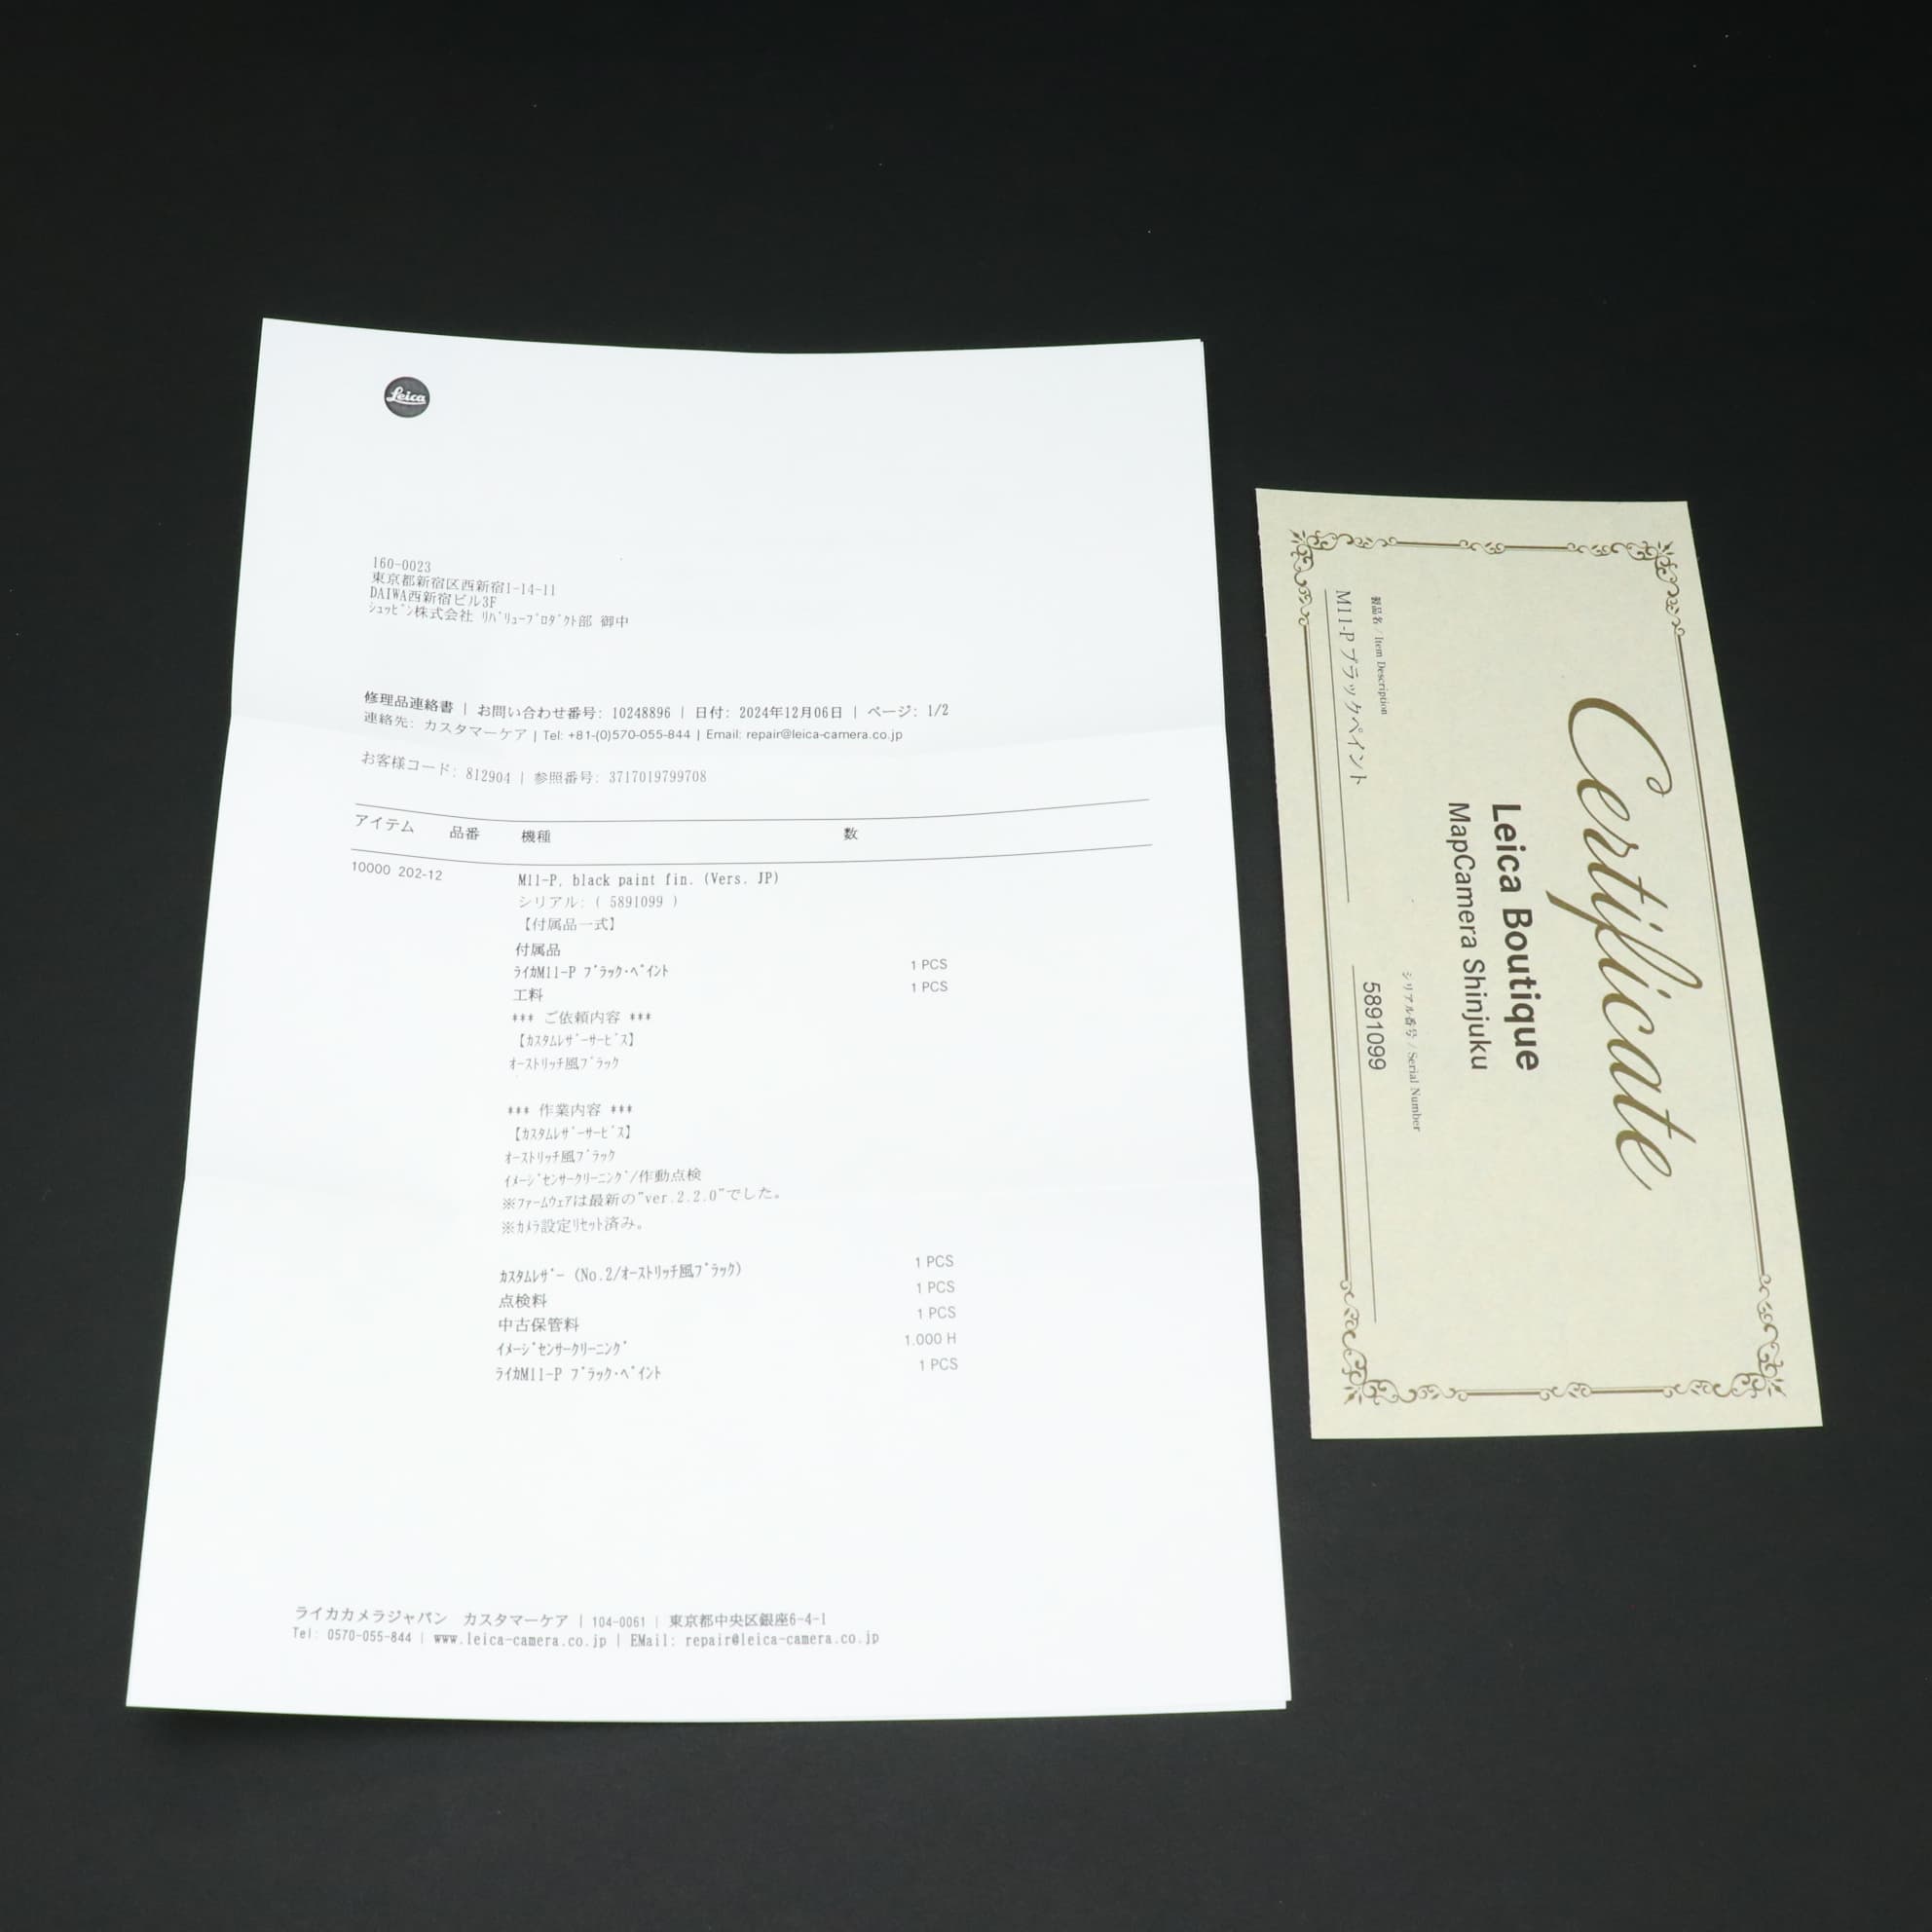 Leica
160-0023
東京都新宿区西新宿1-14-11
DAIWA西新宿ビル3F
ｼｭｯﾋﾟﾝ株式会社 ﾘﾊﾞﾘｭｰﾌﾟﾛﾀﾞｸﾄ部 御中
修理品連絡書 | お問い合わせ番号: 10248896 | 日付: 2024年12月06日 | ページ: 1/2
連絡先: カスタマーケア | Tel: +81-(0)570-055-844 | Email: repair@leica-camera.co.jp
お客様コード: 812904 | 参照番号: 3717019799708
アイテム 品番 機種 数
10000 202-12 M11-P, black paint fin. (Vers. JP)
シリアル: ( 5891099 )
【付属品一式】
付属品
ﾗｲｶM11-P ﾌﾞﾗｯｸ･ﾍﾟｲﾝﾄ 1 PCS
工料 1 PCS
*** ご依頼内容 ***
【ｶｽﾀﾑﾚｻﾞｰｻｰﾋﾞｽ】
ｵｰｽﾄﾘｯﾁ風ﾌﾞﾗｯｸ
*** 作業内容 ***
【ｶｽﾀﾑﾚｻﾞｰｻｰﾋﾞｽ】
ｵｰｽﾄﾘｯﾁ風ﾌﾞﾗｯｸ
ｲﾒｰｼﾞｾﾝｻｰｸﾘｰﾆﾝｸﾞ/作動点検
※ﾌｧｰﾑｳｪｱは最新の"ver.2.2.0"でした。
※ｶﾒﾗ設定ﾘｾｯﾄ済み。
ｶｽﾀﾑﾚｻﾞｰ (No.2/ｵｰｽﾄﾘｯﾁ風ﾌﾞﾗｯｸ) 1 PCS
点検料 1 PCS
中古保管料 1 PCS
ｲﾒｰｼﾞｾﾝｻｰｸﾘｰﾆﾝｸﾞ 1.000 H
ﾗｲｶM11-P ﾌﾞﾗｯｸ･ﾍﾟｲﾝﾄ 1 PCS
ライカカメラジャパン カスタマーケア | 104-0061 | 東京都中央区銀座6-4-1
Tel: 0570-055-844 | www.leica-camera.co.jp | EMail: repair@leica-camera.co.jp
Certificate
Leica Boutique
MapCamera Shinjuku
製品名 / Item Description
M11-P ブラックペイント
シリアル番号 / Serial Number
5891099